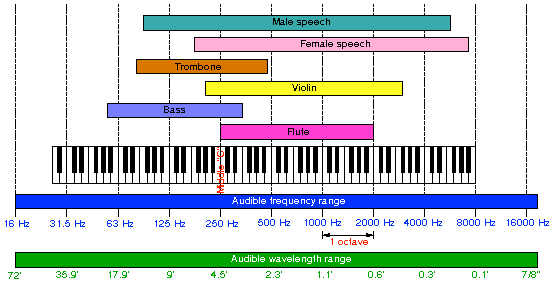 Male speech
Female speech
Trombone
Violin
Bass
Flute
Middle "C"
Audible frequency range
16 Hz 31.5 Hz 63 Hz 125 Hz 250 Hz 500 Hz 1000 Hz 2000 Hz 4000 Hz 8000 Hz 16000 Hz
1 octave
Audible wavelength range
72' 35.9' 17.9' 9' 4.5' 2.3' 1.1' 0.6' 0.3' 0.1' 7/8"